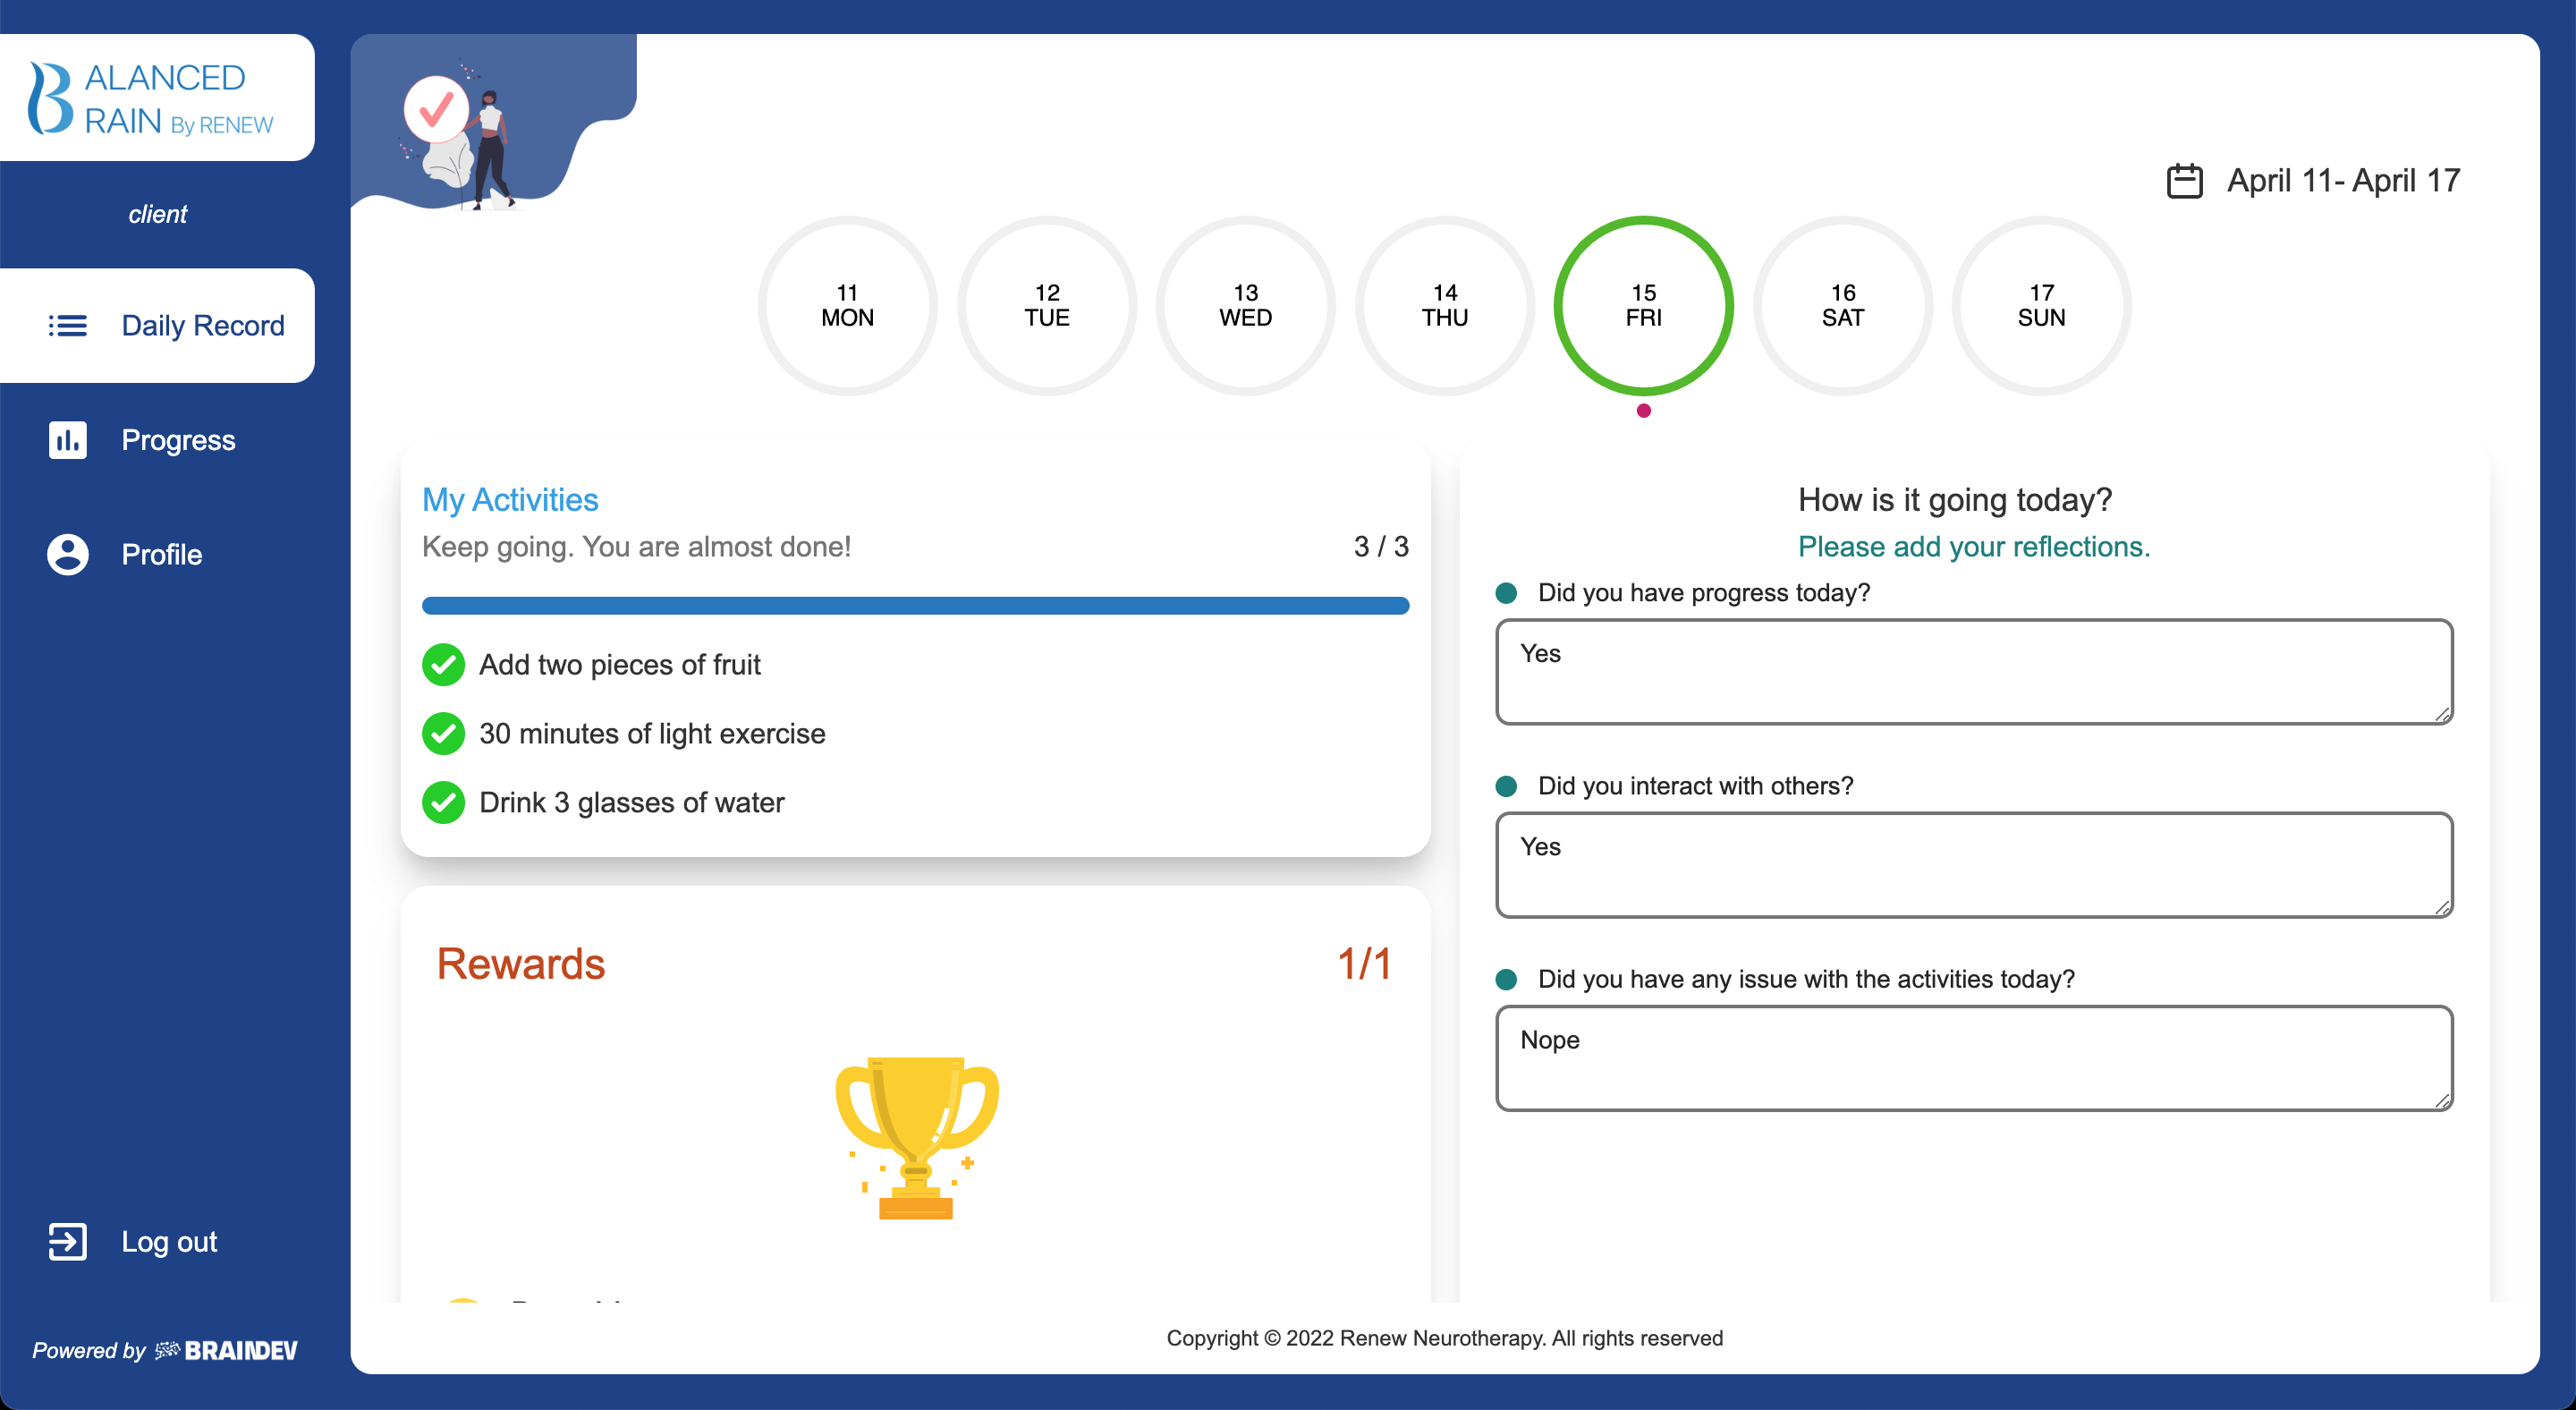 BALANCED
BRAIN By RENEW
client
Daily Record
Progress
Profile
Log out
Powered by BRAINDEV
April 11- April 17
11
MON
12
TUE
13
WED
14
THU
15
FRI
16
SAT
17
SUN
My Activities
Keep going. You are almost done!
3 / 3
Add two pieces of fruit
30 minutes of light exercise
Drink 3 glasses of water
Rewards
1/1
How is it going today?
Please add your reflections.
Did you have progress today?
Yes
Did you interact with others?
Yes
Did you have any issue with the activities today?
Nope
Copyright © 2022 Renew Neurotherapy. All rights reserved